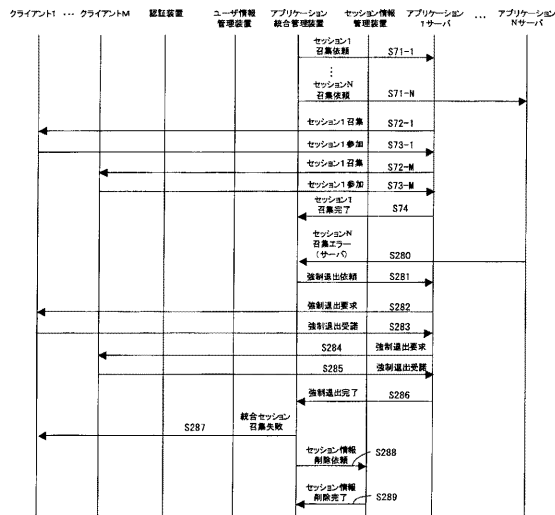 クライアント1 ・・・ クライアントM 認証装置 ユーザ情報 アプリケーション セッション情報 アプリケーション ・・・ アプリケーション
管理装置 統合管理装置 管理装置 1サーバ Nサーバ
セッション1
召集依頼 S71-1
⋮
セッションN
召集依頼 S71-N
セッション1召集 S72-1
セッション1参加 S73-1
セッション1召集 S72-M
セッション1参加 S73-M
セッション1
召集完了 S74
セッションN
召集エラー
(サーバ) S280
強制退出依頼 S281
強制退出要求 S282
強制退出受諾 S283
S284 強制退出要求
S285 強制退出受諾
強制退出完了 S286
S287 統合セッション
召集失敗
セッション情報
削除依頼 S288
セッション情報
削除完了 S289